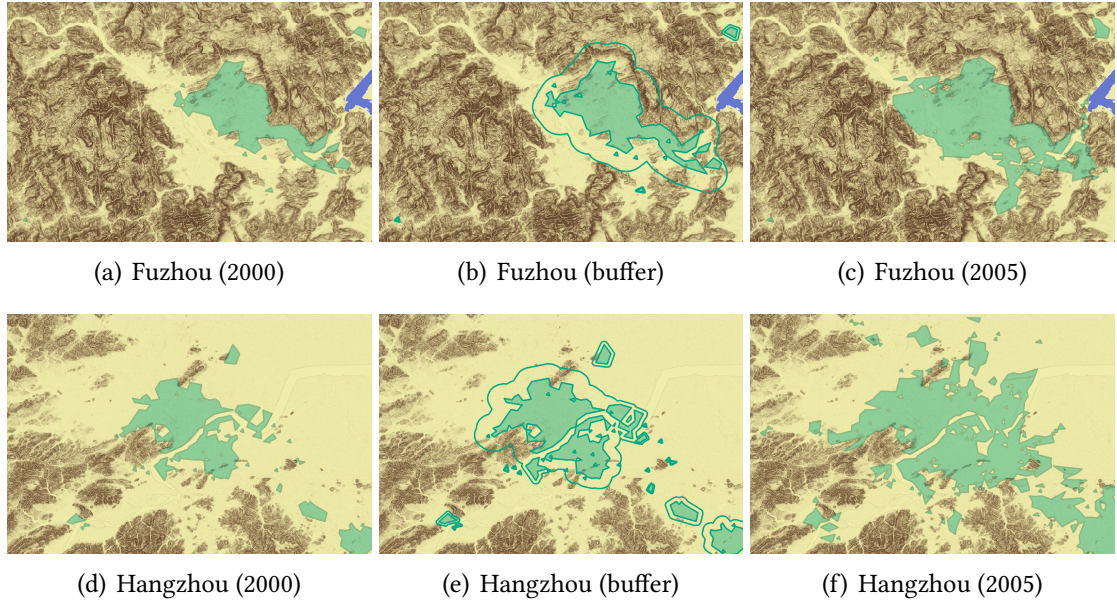 (a) Fuzhou (2000)
(b) Fuzhou (buffer)
(c) Fuzhou (2005)
(d) Hangzhou (2000)
(e) Hangzhou (buffer)
(f) Hangzhou (2005)